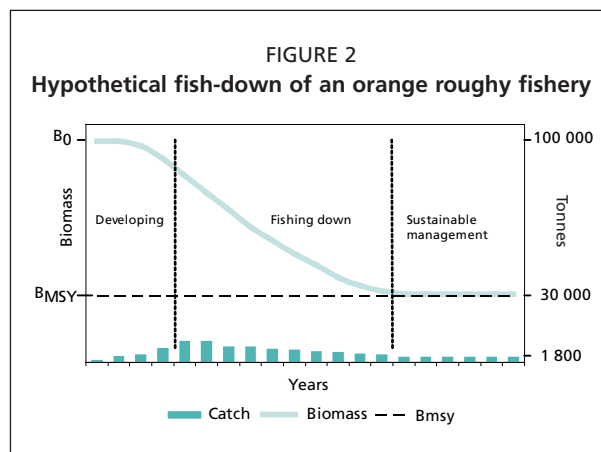 FIGURE 2
Hypothetical fish-down of an orange roughy fishery
B0
100 000
Developing
Fishing down
Sustainable
management
Biomass
Tonnes
BMSY
30 000
1 800
Years
Catch
Biomass
Bmsy